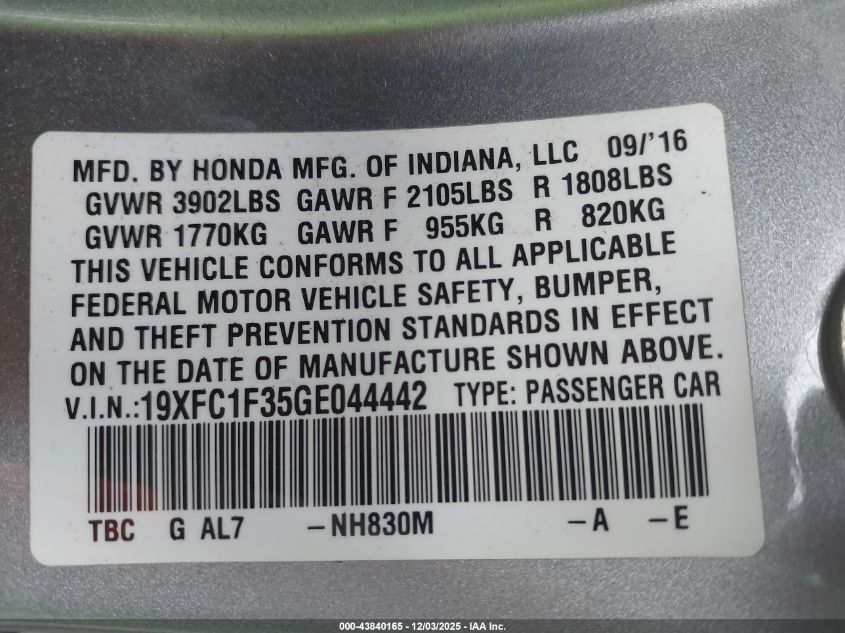 MFD. BY HONDA MFG. OF INDIANA, LLC 09/'16
GVWR 3902LBS GAWR F 2105LBS R 1808LBS
GVWR 1770KG GAWR F 955KG R 820KG
THIS VEHICLE CONFORMS TO ALL APPLICABLE
FEDERAL MOTOR VEHICLE SAFETY, BUMPER,
AND THEFT PREVENTION STANDARDS IN EFFECT
ON THE DATE OF MANUFACTURE SHOWN ABOVE.
V.I.N.:19XFC1F35GE044442 TYPE: PASSENGER CAR
TBC G AL7 -NH830M -A -E
000-43840165 - 12/03/2025 - IAA Inc.